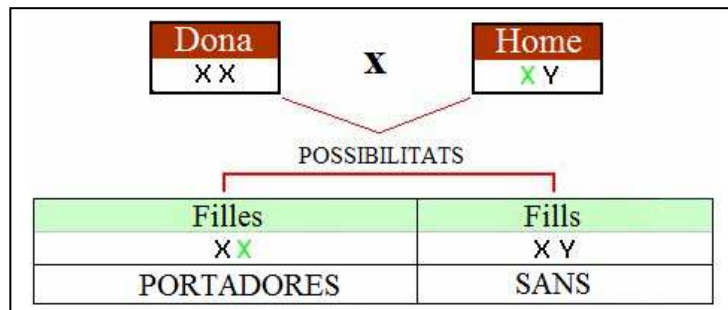 Dona Home
X X x X Y
POSSIBILITATS
Filles Fills
X X X Y
PORTADORES SANS